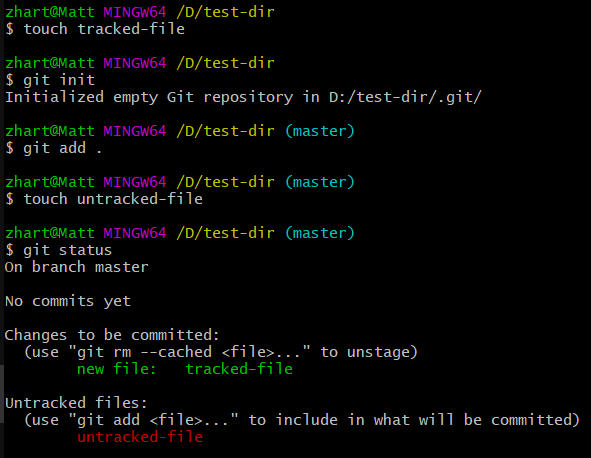 zhart@Matt MINGW64 /D/test-dir
$ touch tracked-file
zhart@Matt MINGW64 /D/test-dir
$ git init
Initialized empty Git repository in D:/test-dir/.git/
zhart@Matt MINGW64 /D/test-dir (master)
$ git add .
zhart@Matt MINGW64 /D/test-dir (master)
$ touch untracked-file
zhart@Matt MINGW64 /D/test-dir (master)
$ git status
On branch master
No commits yet
Changes to be committed:
  (use "git rm --cached <file>..." to unstage)
        new file:   tracked-file
Untracked files:
  (use "git add <file>..." to include in what will be committed)
        untracked-file